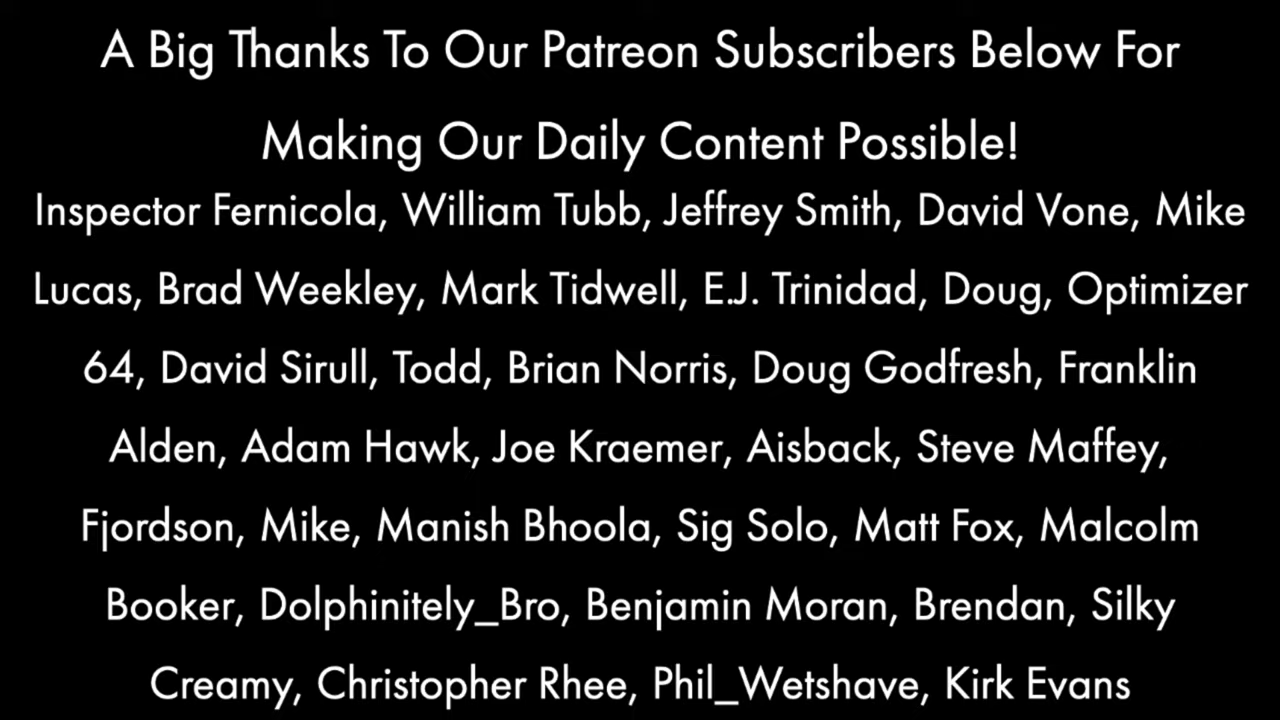 A Big Thanks To Our Patreon Subscribers Below For
Making Our Daily Content Possible!
Inspector Fernicola, William Tubb, Jeffrey Smith, David Vone, Mike
Lucas, Brad Weekley, Mark Tidwell, E.J. Trinidad, Doug, Optimizer
64, David Sirull, Todd, Brian Norris, Doug Godfresh, Franklin
Alden, Adam Hawk, Joe Kraemer, Aisback, Steve Maffey,
Fjordson, Mike, Manish Bhoola, Sig Solo, Matt Fox, Malcolm
Booker, Dolphinitely_Bro, Benjamin Moran, Brendan, Silky
Creamy, Christopher Rhee, Phil_Wetshave, Kirk Evans